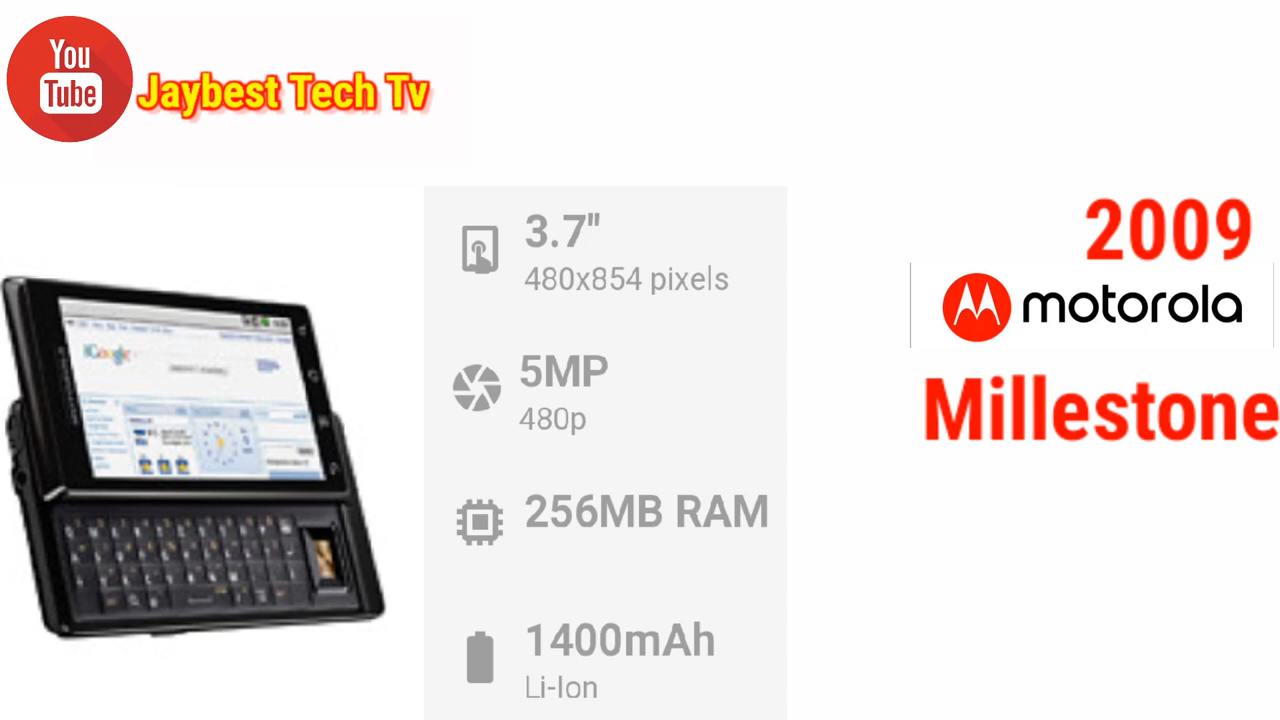 You
Tube
Jaybest Tech Tv
3.7"
480x854 pixels
5MP
480p
256MB RAM
1400mAh
Li-Ion
2009
motorola
Millestone
iGoogle